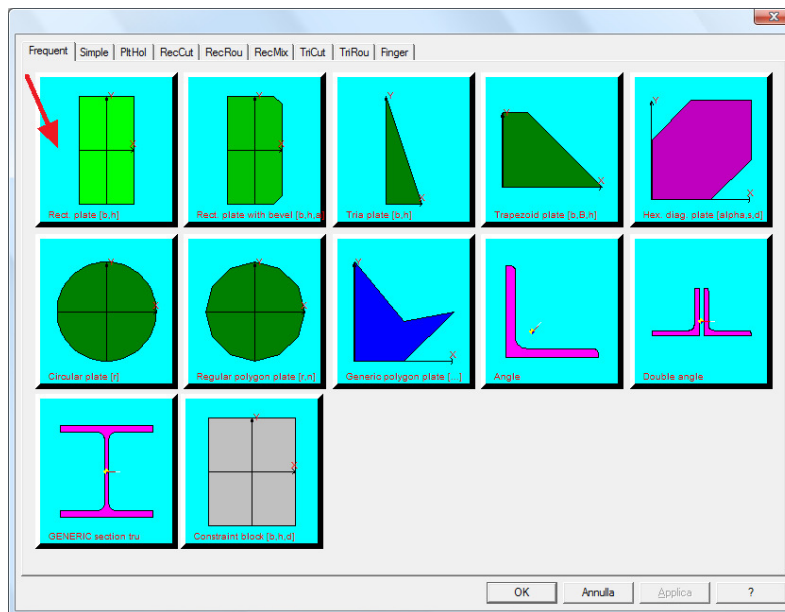 Frequent Simple PltHol RecCut RecRou RecMix TriCut TriRou Finger
Y
X
Rect. plate [b,h]
Y
X
Rect. plate with bevel [b,h,a]
Y
X
Tria plate [b,h]
Y
X
Trapezoid plate [b,B,h]
Y
X
Hex. diag. plate [alpha,s,d]
Y
X
Circular plate [r]
Y
X
Regular polygon plate [r,n]
Y
X
Generic polygon plate [...]
Angle
Double angle
GENERIC section tru
Y
X
Constraint block [b,h,d]
OK Annulla Applica ?